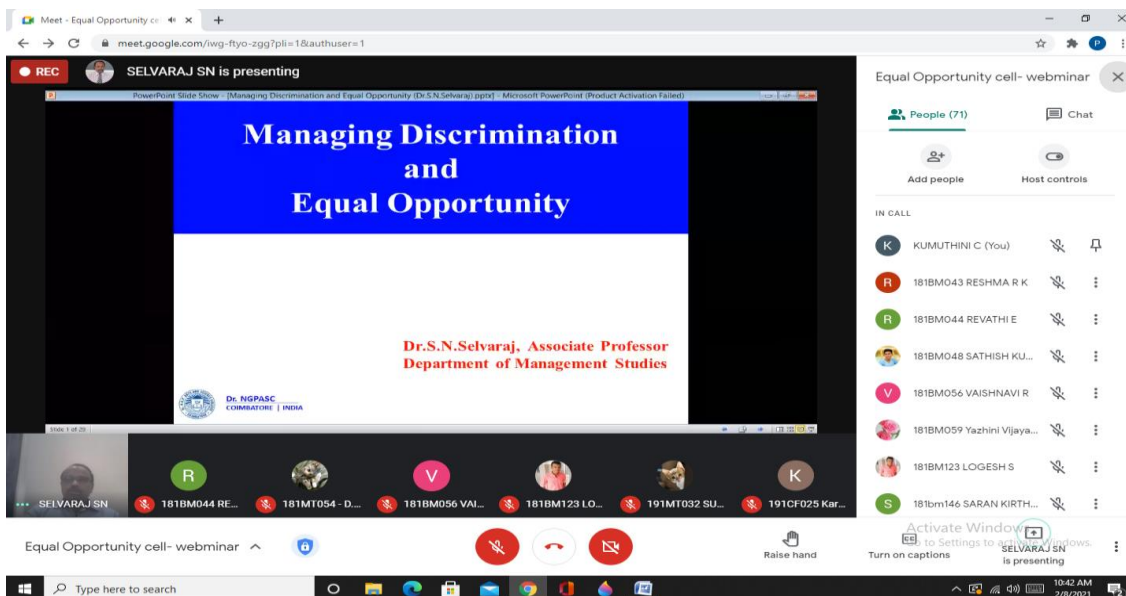 Meet - Equal Opportunity ce
meet.google.com/iwg-ftyo-zgg?pli=1&authuser=1
P
REC
SELVARAJ SN is presenting
PowerPoint Slide Show - [Managing Discrimination and Equal Opportunity (Dr.S.N.Selvaraj).pptx] - Microsoft PowerPoint (Product Activation Failed)
Managing Discrimination
and
Equal Opportunity
Dr.S.N.Selvaraj, Associate Professor
Department of Management Studies
Dr. NGPASC
COIMBATORE | INDIA
Slide 1 of 25
SELVARAJ SN
R
181BM044 RE...
181MT054 - D....
V
181BM056 VAI...
181BM123 LO...
191MT032 SU...
K
191CF025 Kar...
Equal Opportunity cell- webminar
People (71)
Chat
Add people
Host controls
IN CALL
K
KUMUTHINI C (You)
R
181BM043 RESHMA R K
R
181BM044 REVATHI E
181BM048 SATHISH KU...
V
181BM056 VAISHNAVI R
181BM059 Yazhini Vijaya...
181BM123 LOGESH S
S
181bm146 SARAN KIRTH...
Activate Windows
to Settings to activate Windows.
Equal Opportunity cell- webminar
Raise hand
Turn on captions
SELVARAJ SN
is presenting
Type here to search
10:42 AM
2/8/2021